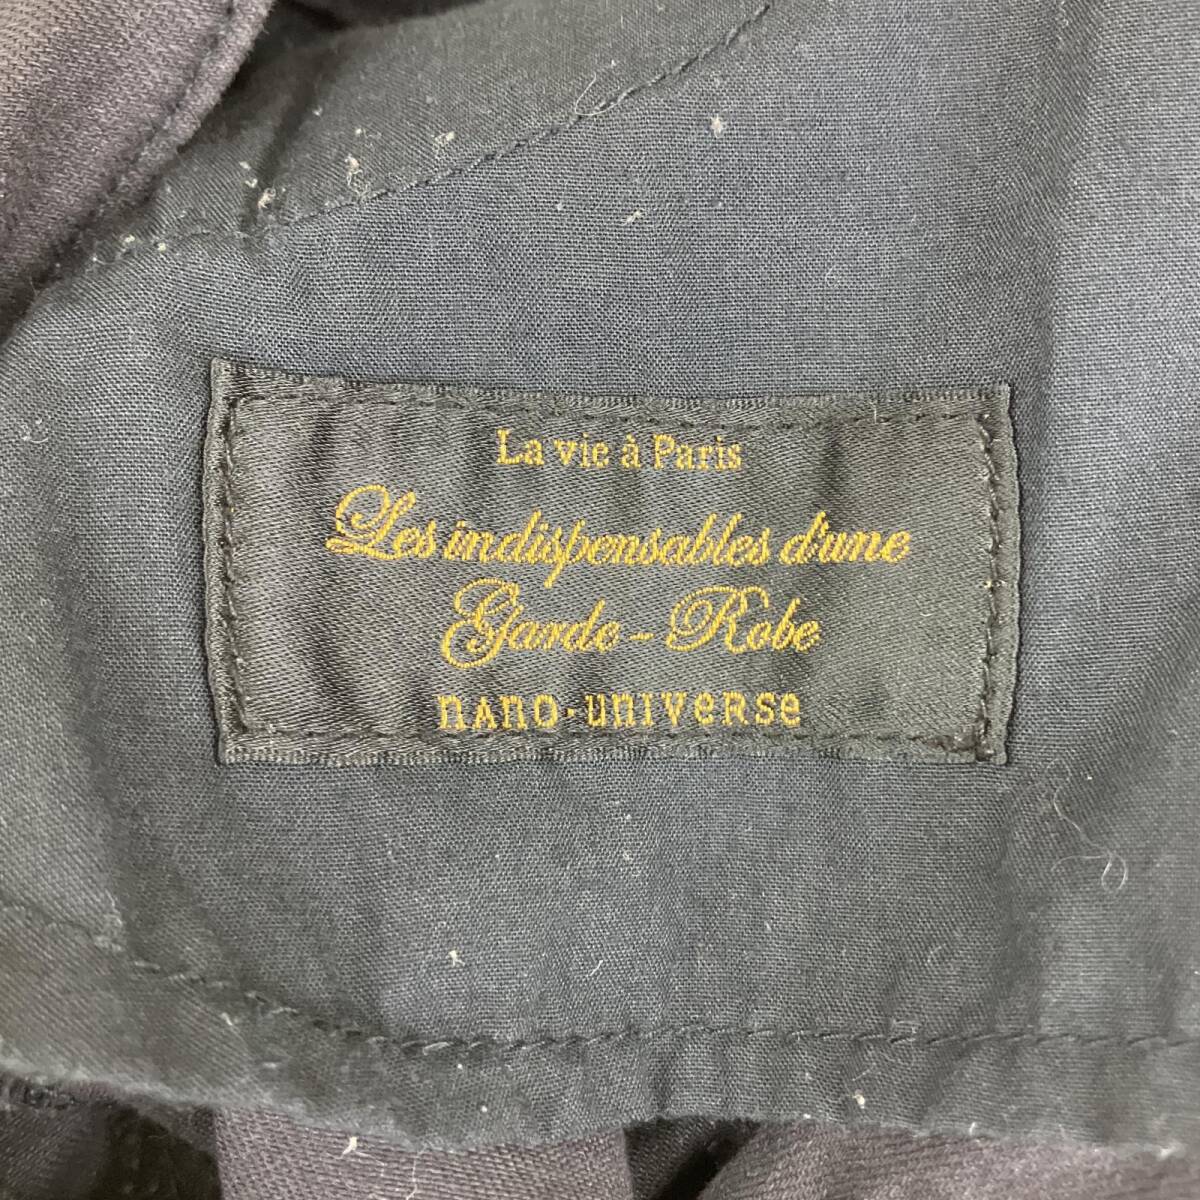 La vie à Paris
Les indispensables d'une
Garde - Robe
nAnO·unIVeRSe